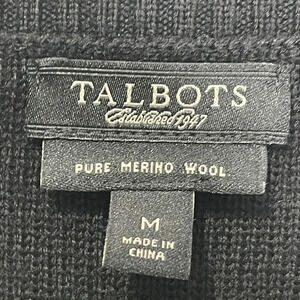 TALBOTS
Established 1947
PURE MERINO WOOL
M
MADE IN
CHINA